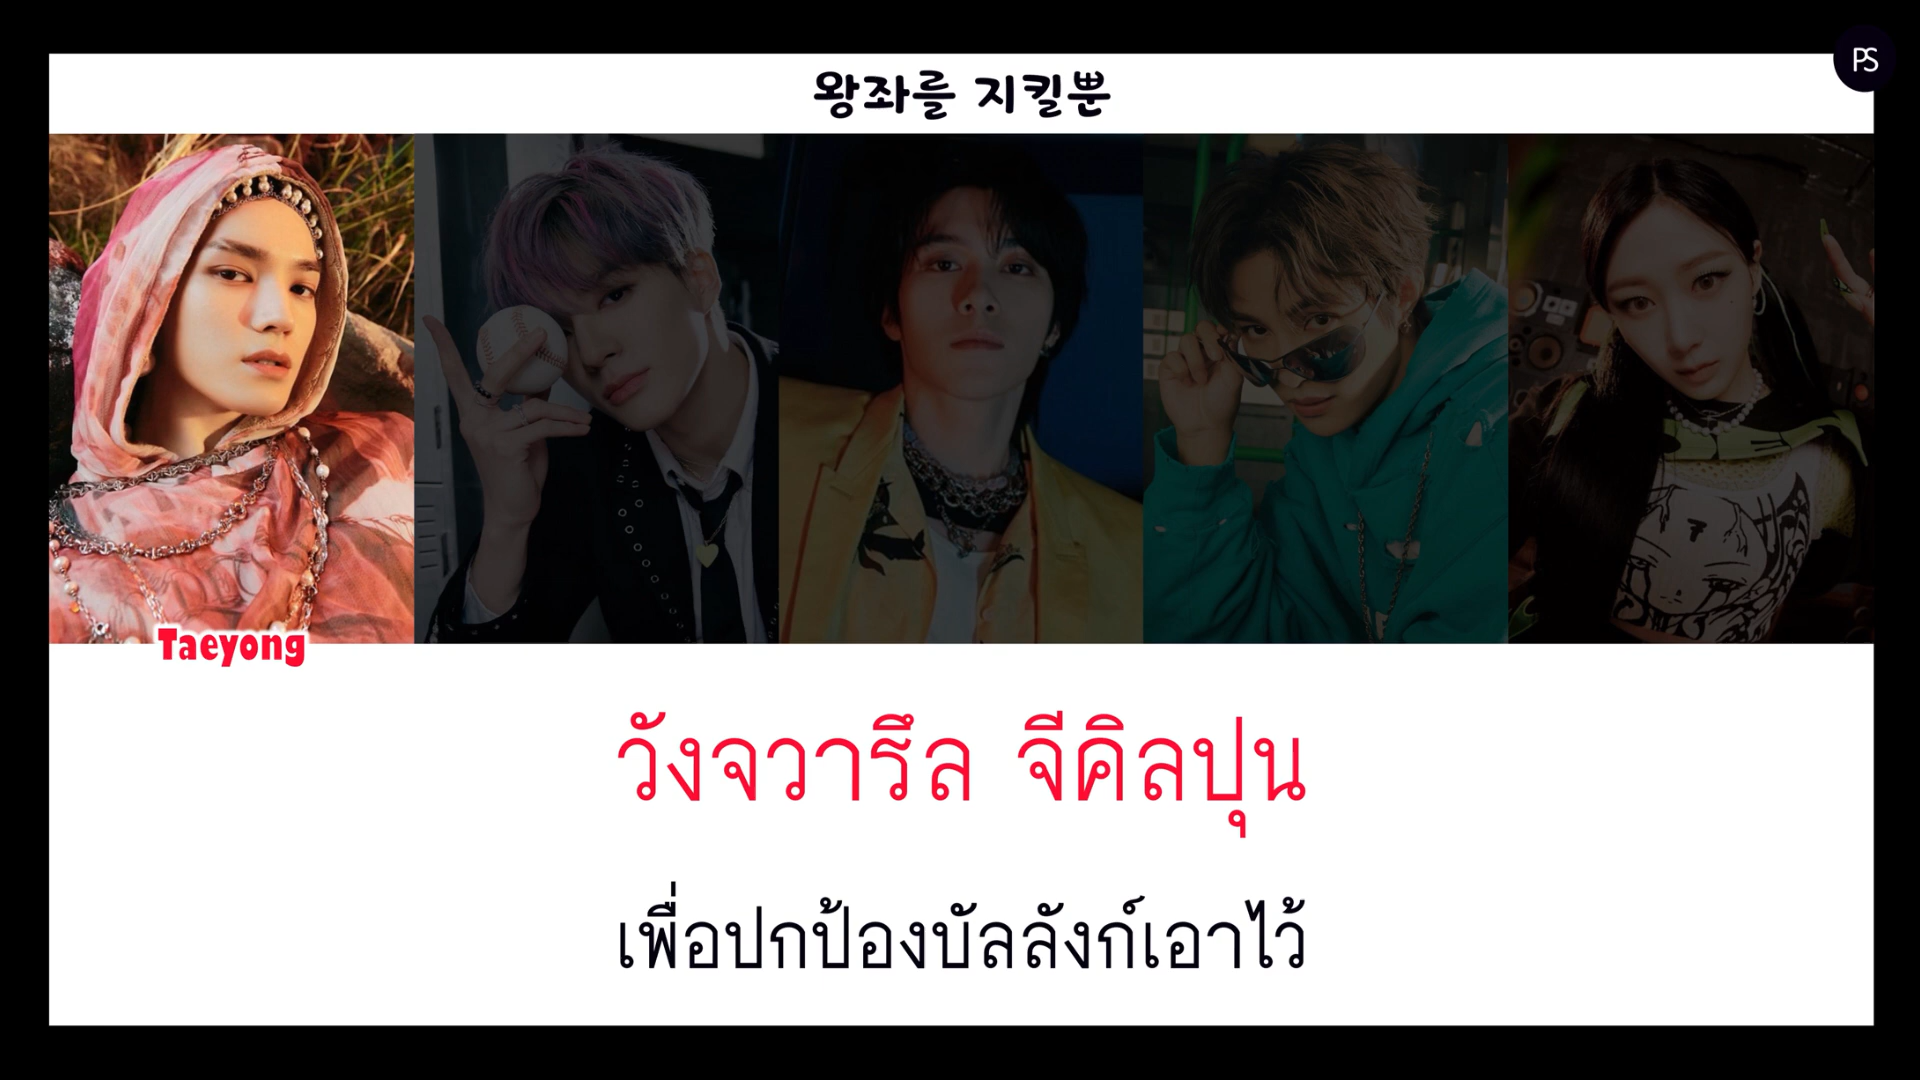 왕좌를 지킬뿐
PS
Taeyong
วังจวารึล จีคิลปุน
เพื่อปกป้องบัลลังก์เอาไว้